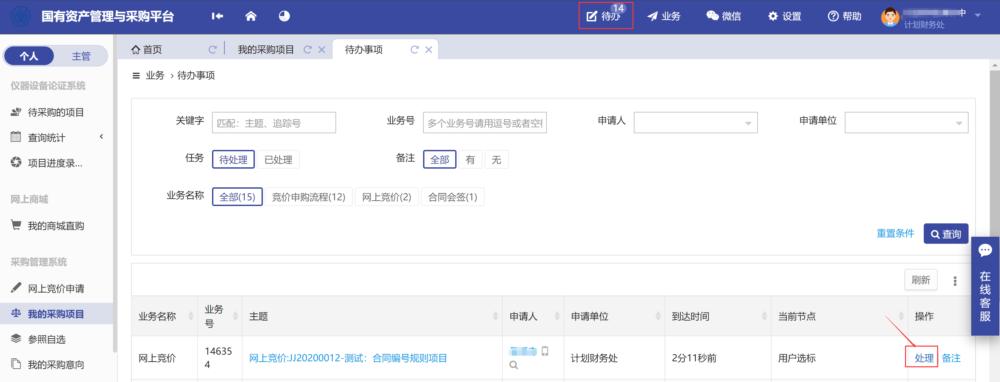 国有资产管理与采购平台
待办 14 业务 微信 设置 帮助
中
计划财务处
个人 主管
首页 我的采购项目 待办事项
业务 > 待办事项
仪器设备论证系统
待采购的项目
查询统计
项目进度录...
网上商城
我的商城直购
采购管理系统
网上竞价申请
我的采购项目
参照自选
我的采购意向
关键字 匹配：主题、追踪号 业务号 多个业务号请用逗号或者空 申请人 申请单位
任务 待处理 已处理 备注 全部 有 无
业务名称 全部(15) 竞价申购流程(12) 网上竞价(2) 合同会签(1)
重置条件 查询
刷新
业务名称 业务号 主题 申请人 申请单位 到达时间 当前节点 操作
网上竞价 146354 网上竞价:JJ20200012-测试：合同编号规则项目 计划财务处 2分11秒前 用户选标 处理 备注
在线客服